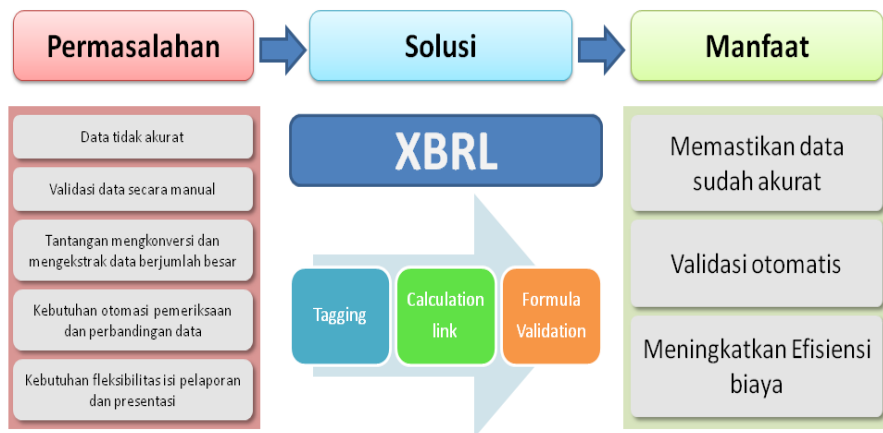 Permasalahan
Solusi
Manfaat
Data tidak akurat
Validasi data secara manual
Tantangan mengkonversi dan
mengekstrak data berjumlah besar
Kebutuhan otomasi pemeriksaan
dan perbandingan data
Kebutuhan fleksibilitas isi pelaporan
dan presentasi
XBRL
Tagging
Calculation
link
Formula
Validation
Memastikan data
sudah akurat
Validasi otomatis
Meningkatkan Efisiensi
biaya